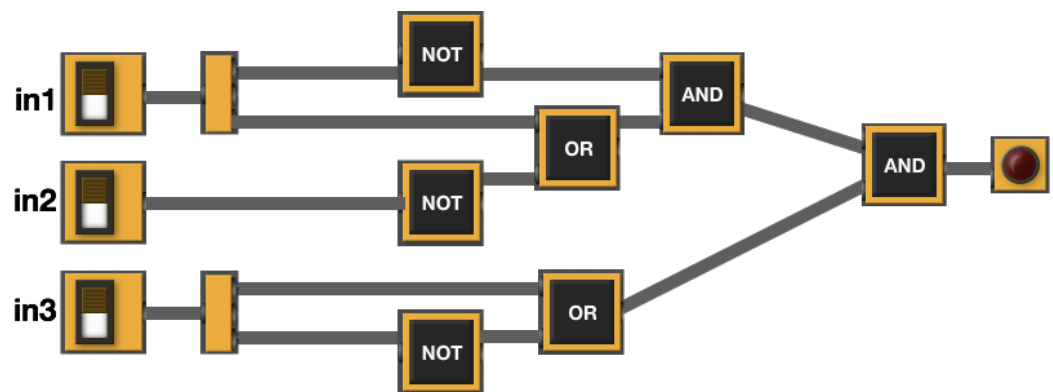 NOT
in1
AND
OR
AND
in2
NOT
in3
OR
NOT